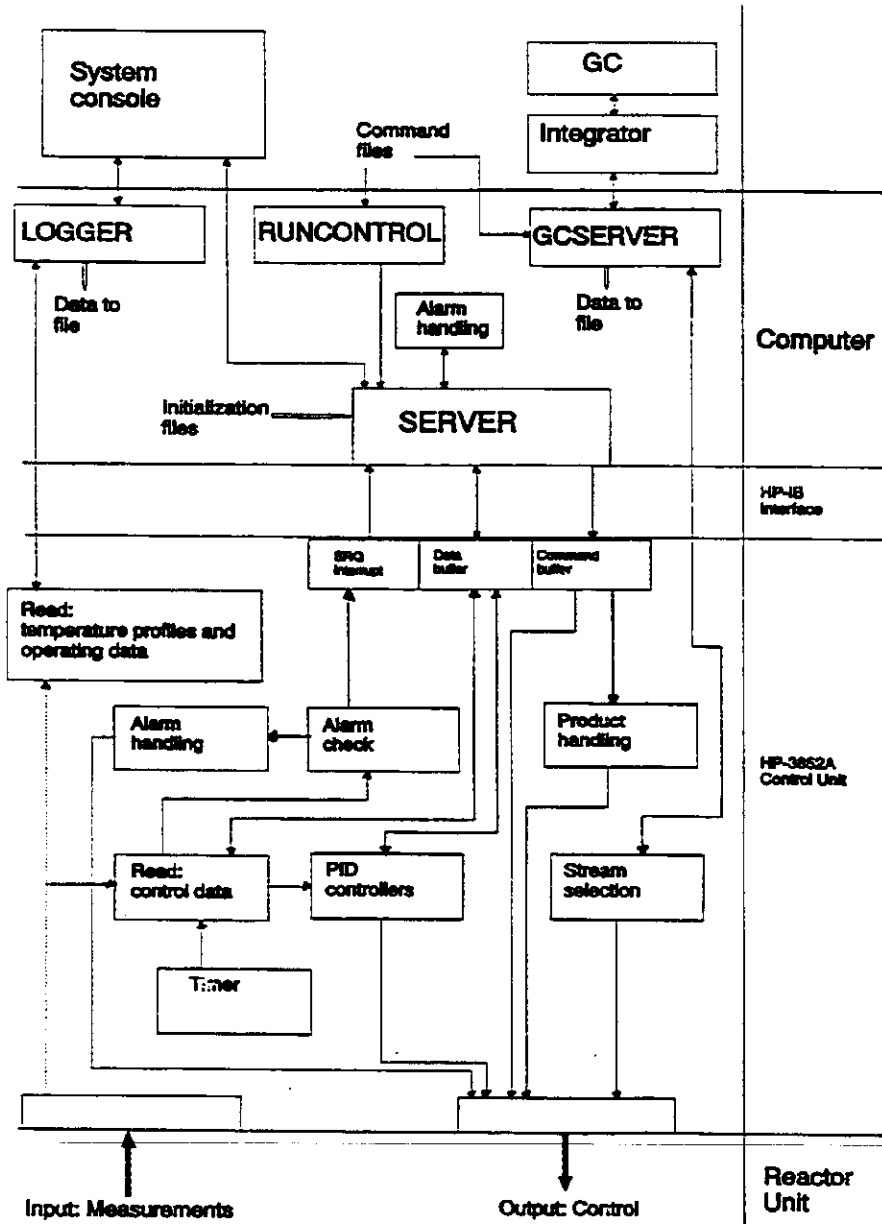 System
console
GC
Command
files
Integrator
LOGGER
RUNCONTROL
GCSERVER
Data to
file
Alarm
handling
Data to
file
Computer
Initialization
files
SERVER
HP-IB
Interface
SRQ
Interrupt
Data
buffer
Command
buffer
Read:
temperature profiles and
operating data
Alarm
handling
Alarm
check
Product
handling
HP-3852A
Control Unit
Read:
control data
PID
controllers
Stream
selection
Timer
Input: Measurements
Output: Control
Reactor
Unit